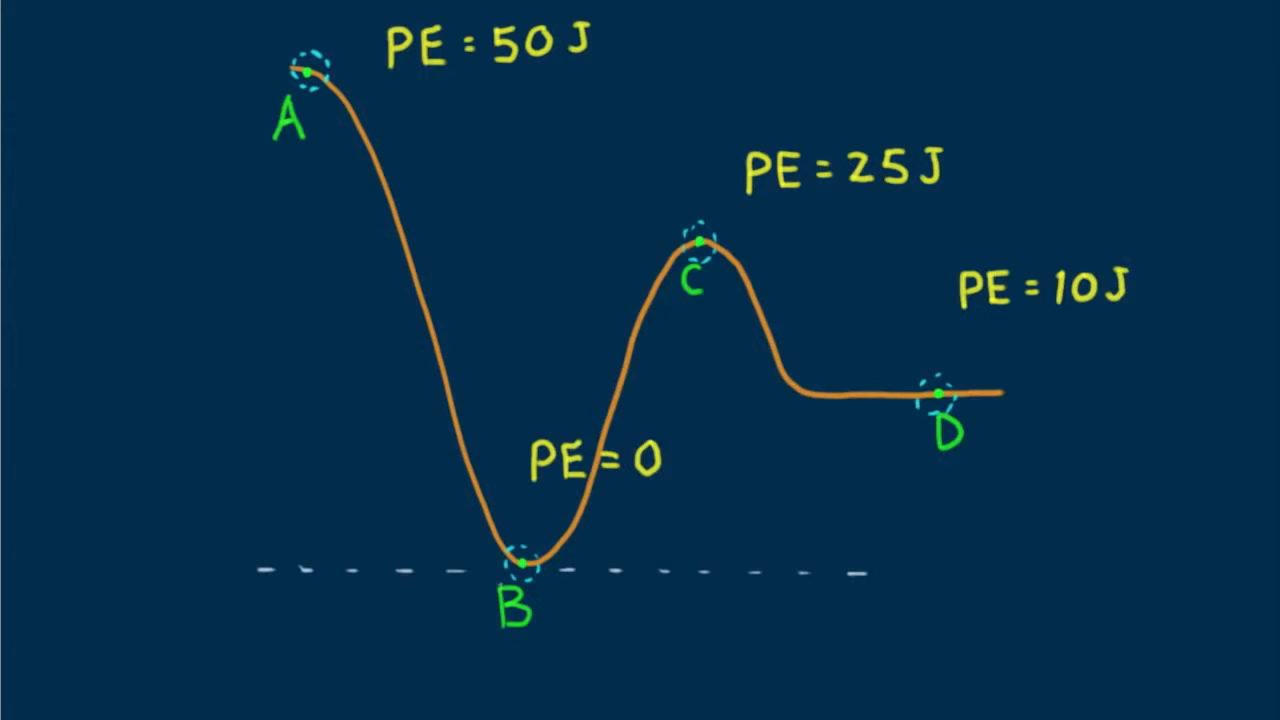 PE = 50 J
A
PE = 25 J
C
PE = 10 J
D
PE = 0
B